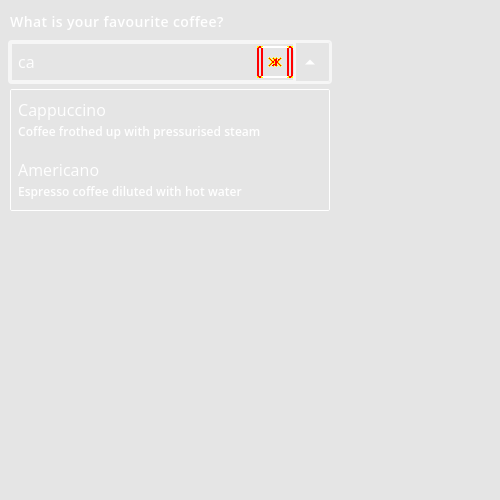 What is your favourite coffee?
ca
Cappuccino
Coffee frothed up with pressurised steam
Americano
Espresso coffee diluted with hot water